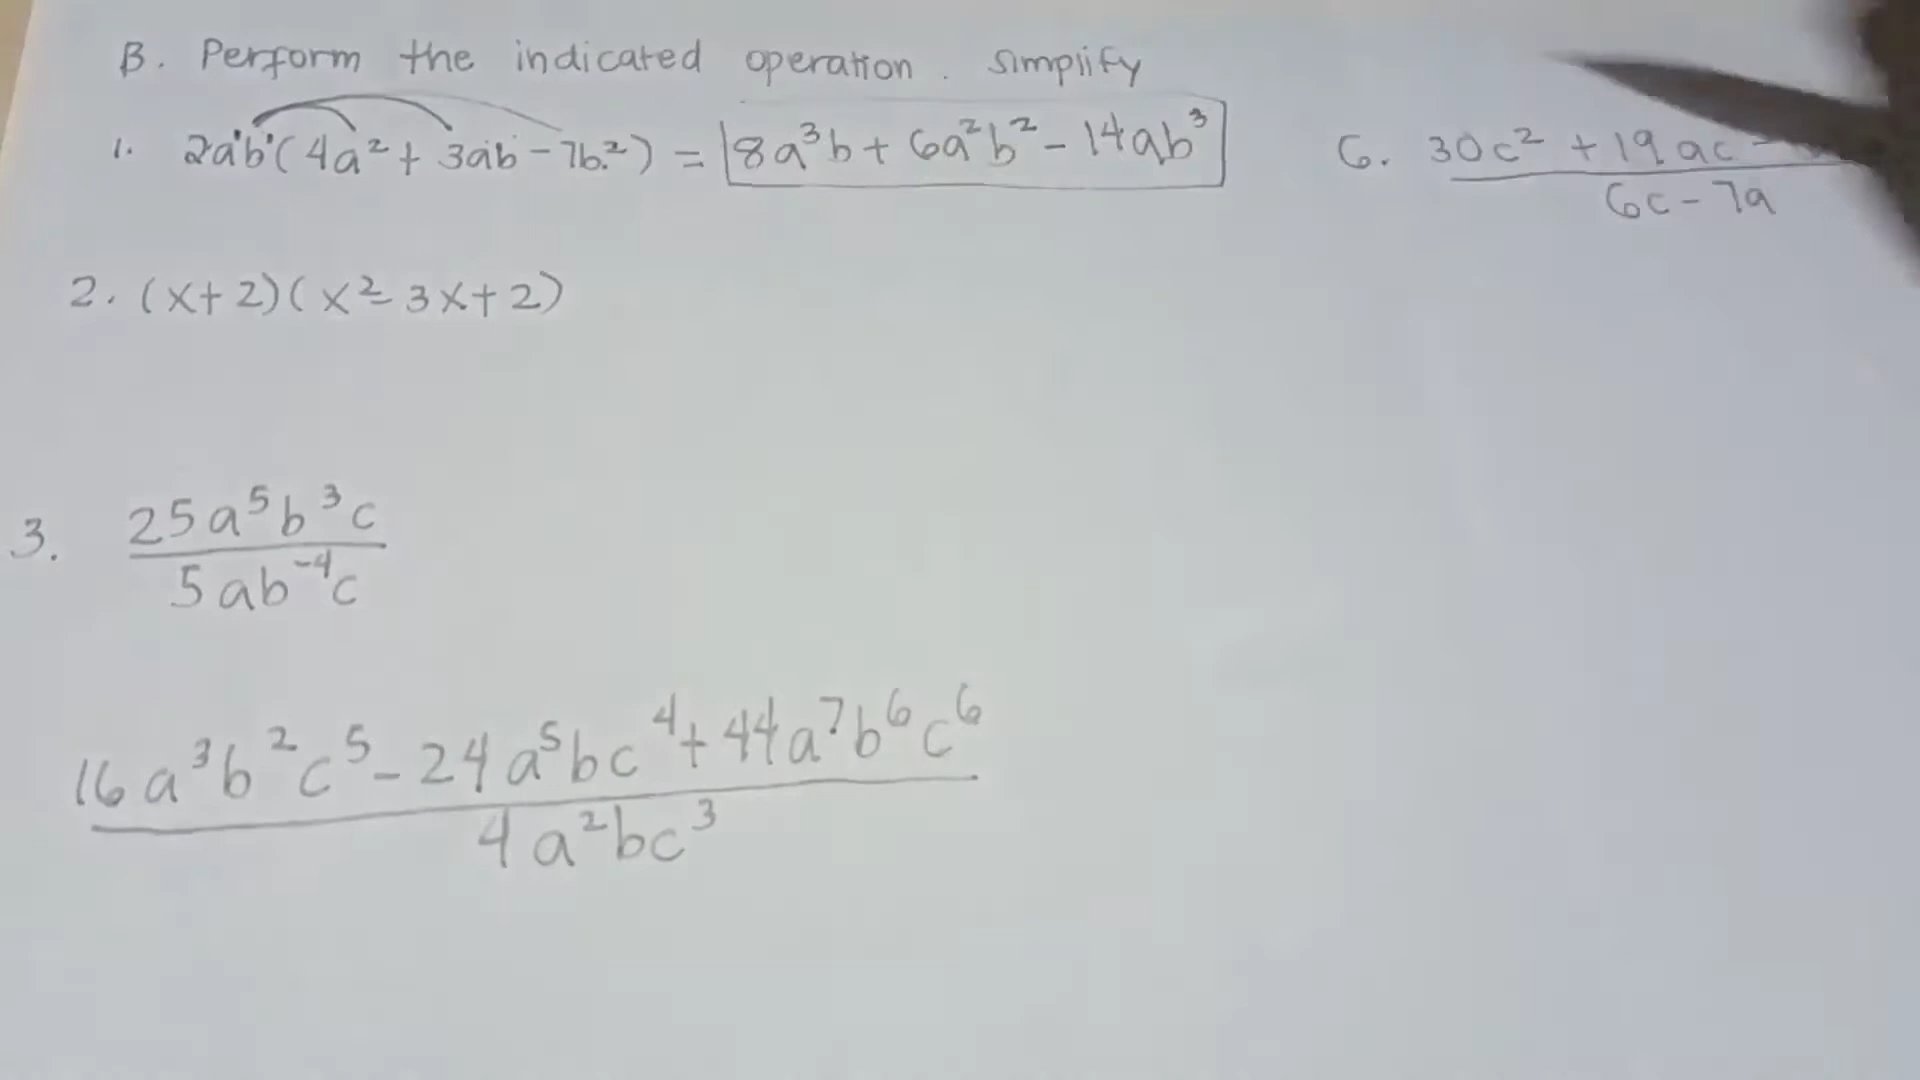 B. Perform the indicated operation. Simplify
1. 2a¹b¹(4a² + 3ab - 7b²) = 8a³b + 6a²b² - 14ab³
6. 30c² + 19ac -
6c - 7a
2. (x+2)(x² - 3x + 2)
3. 25a⁵b³c
5ab⁻⁴c
16a³b²c⁵ - 24a⁵bc⁴ + 44a⁷b⁶c⁶
4a²bc³